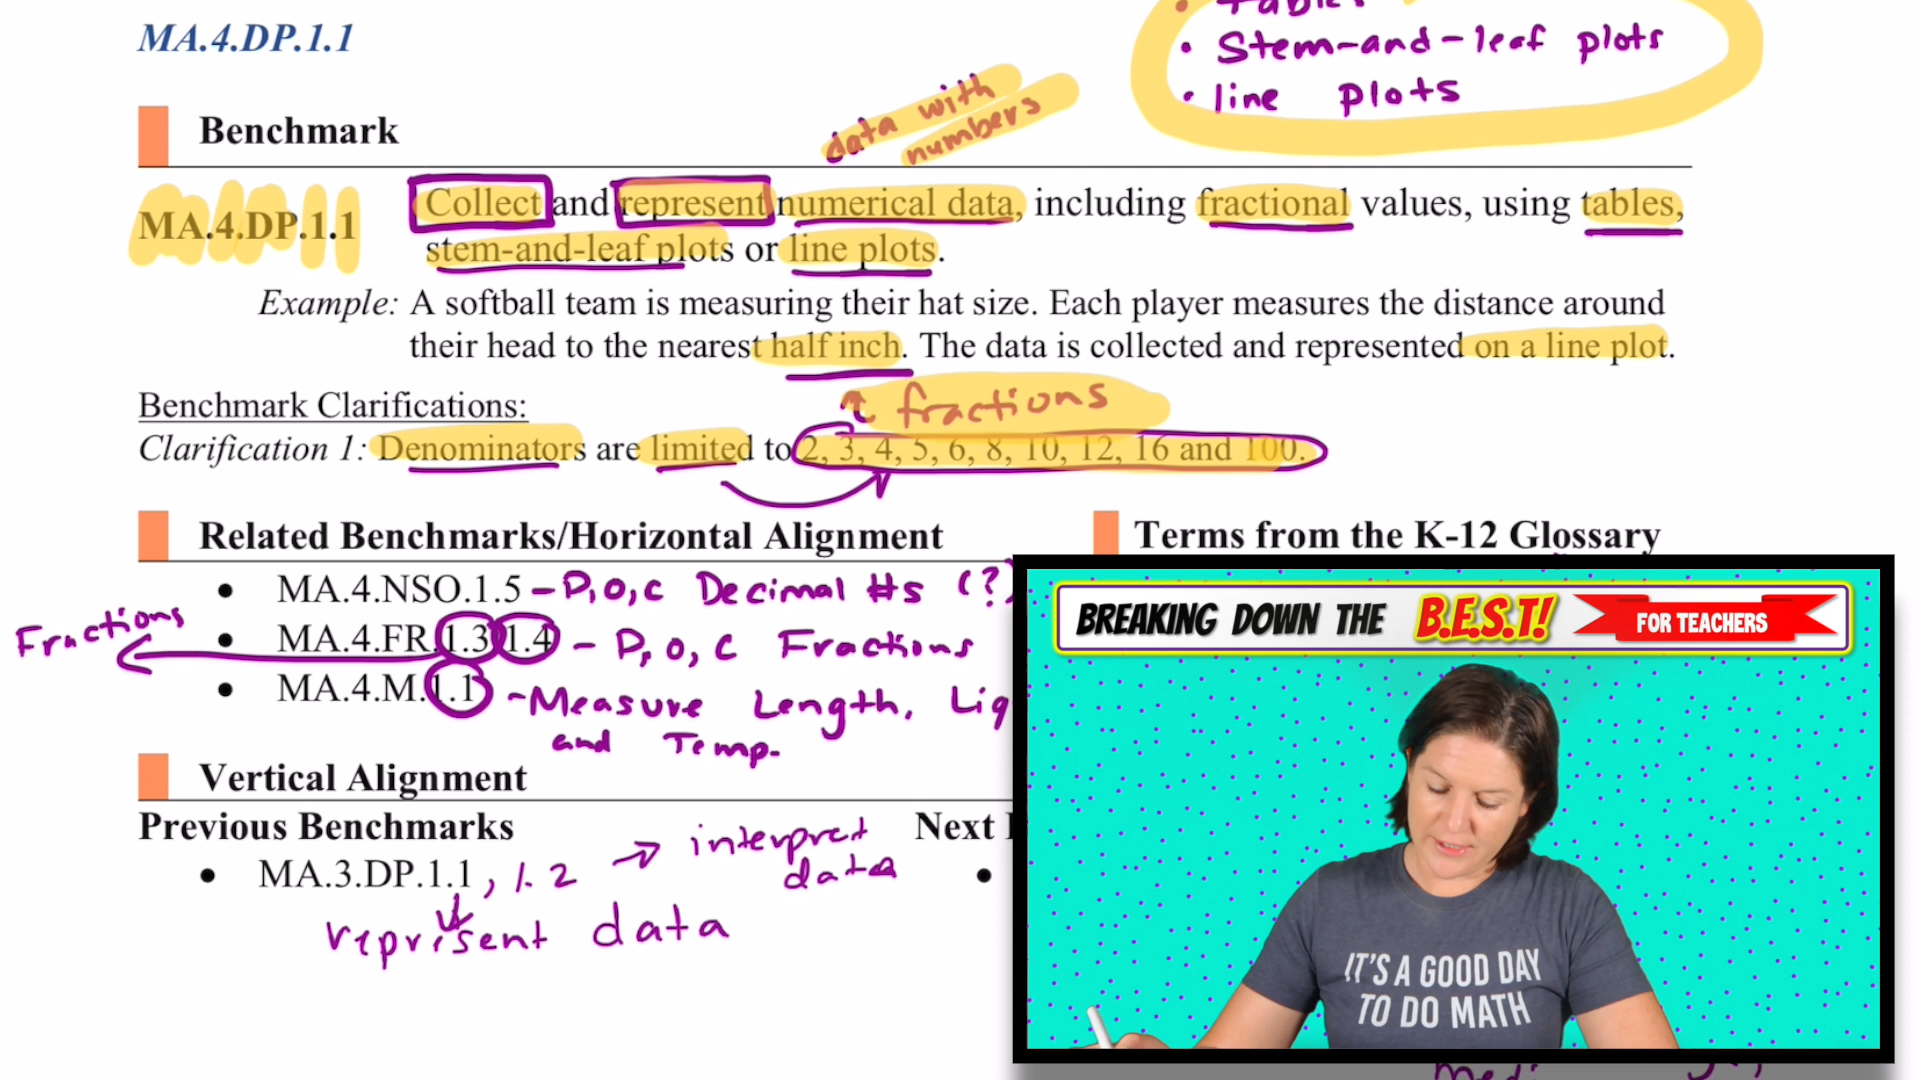 MA.4.DP.1.1
• Tables
• Stem-and-leaf plots
• line plots
data with
numbers
Benchmark
MA.4.DP.1.1
Collect and represent numerical data, including fractional values, using tables,
stem-and-leaf plots or line plots.
Example: A softball team is measuring their hat size. Each player measures the distance around
their head to the nearest half inch. The data is collected and represented on a line plot.
fractions
Benchmark Clarifications:
Clarification 1: Denominators are limited to 2, 3, 4, 5, 6, 8, 10, 12, 16 and 100.
Related Benchmarks/Horizontal Alignment
Terms from the K-12 Glossary
• MA.4.NSO.1.5 - P, O, C Decimal #s (?)
Fractions
• MA.4.FR.1.3 1.4 - P, O, C Fractions
• MA.4.M.1.1 - Measure Length, Liq
and Temp.
Vertical Alignment
Previous Benchmarks
Next
• MA.3.DP.1.1, 1.2 → interpret
data
represent data
BREAKING DOWN THE B.E.S.T! FOR TEACHERS
IT'S A GOOD DAY
TO DO MATH